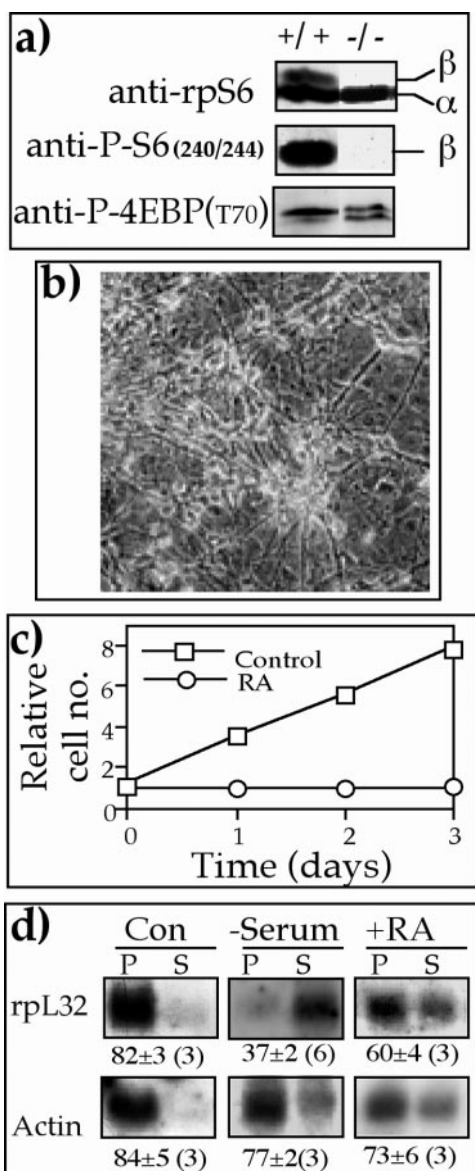 a)
+/+ -/-
anti-rpS6
β
α
anti-P-S6(240/244)
β
anti-P-4EBP(T70)
b)
c)
Relative cell no.
8
6
4
2
0
Control
RA
0 1 2 3
Time (days)
d)
Con -Serum +RA
P S P S P S
rpL32
82±3 (3) 37±2 (6) 60±4 (3)
Actin
84±5 (3) 77±2(3) 73±6 (3)